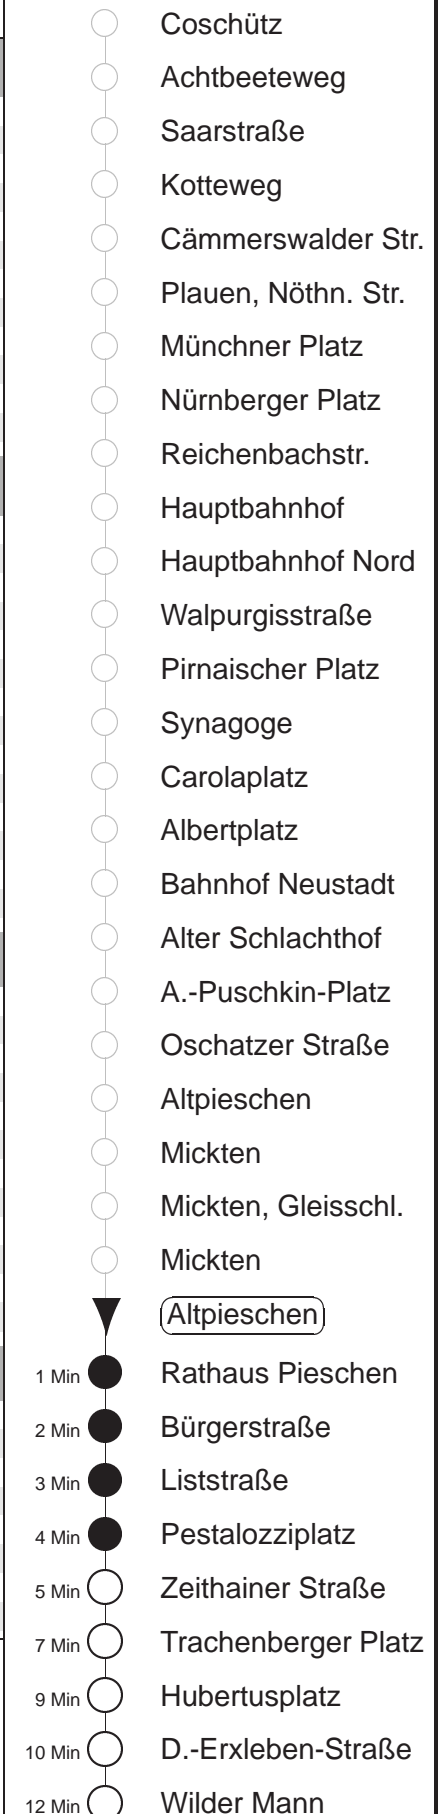 Coschütz
Achtbeeteweg
Saarstraße
Kotteweg
Cämmerswalder Str.
Plauen, Nöthn. Str.
Münchner Platz
Nürnberger Platz
Reichenbachstr.
Hauptbahnhof
Hauptbahnhof Nord
Walpurgisstraße
Pirnaischer Platz
Synagoge
Carolaplatz
Albertplatz
Bahnhof Neustadt
Alter Schlachthof
A.-Puschkin-Platz
Oschatzer Straße
Altpieschen
Mickten
Mickten, Gleisschl.
Mickten
Altpieschen
1 Min Rathaus Pieschen
2 Min Bürgerstraße
3 Min Liststraße
4 Min Pestalozziplatz
5 Min Zeithainer Straße
7 Min Trachenberger Platz
9 Min Hubertusplatz
10 Min D.-Erxleben-Straße
12 Min Wilder Mann